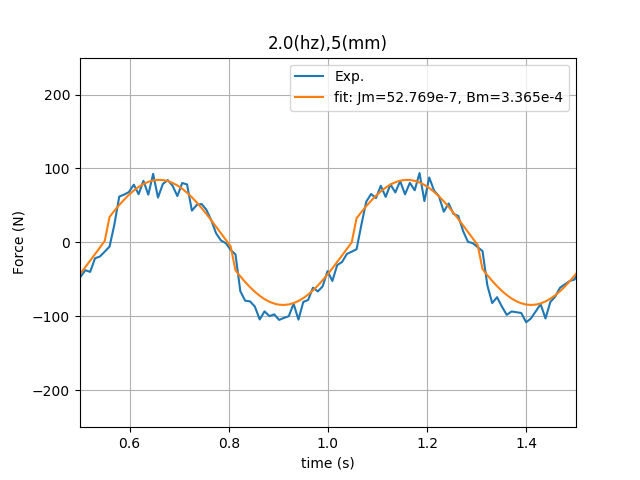 2.0(hz),5(mm)
Exp.
fit: Jm=52.769e-7, Bm=3.365e-4
Force (N)
200
100
0
−100
−200
0.6 0.8 1.0 1.2 1.4
time (s)